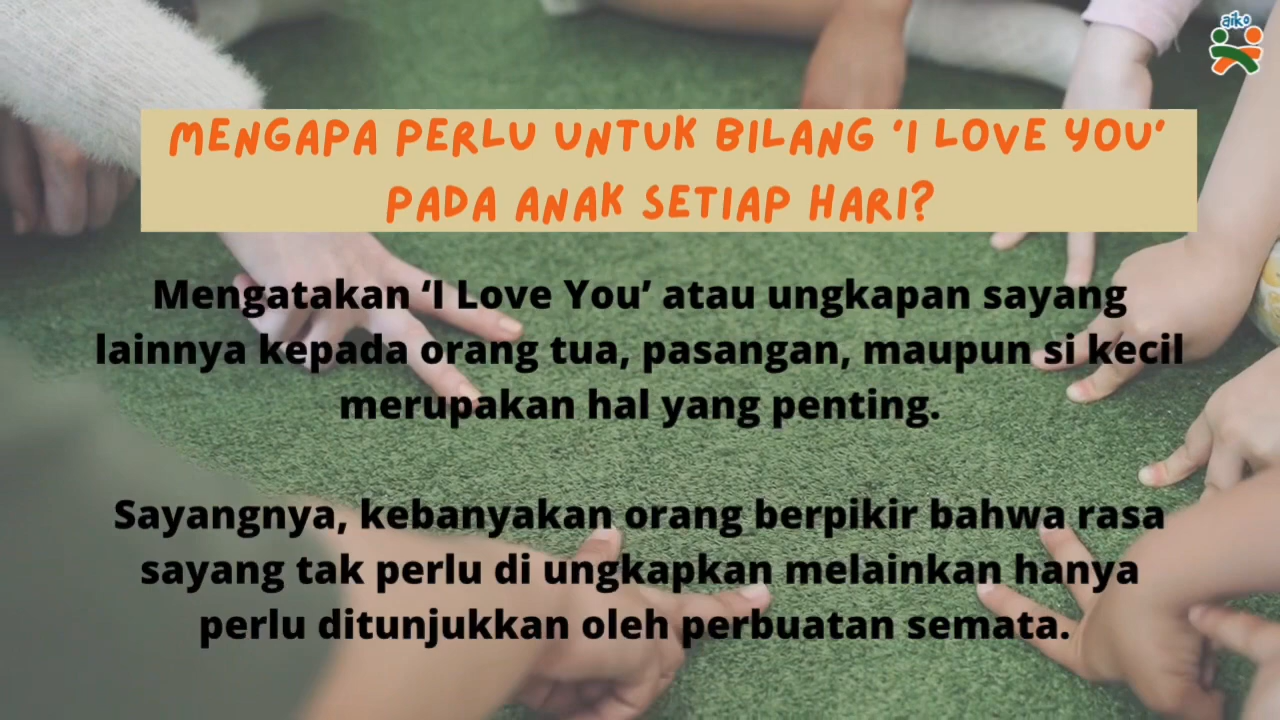 aiko
MENGAPA PERLU UNTUK BILANG 'I LOVE YOU'
PADA ANAK SETIAP HARI?
Mengatakan ‘I Love You’ atau ungkapan sayang
lainnya kepada orang tua, pasangan, maupun si kecil
merupakan hal yang penting.
Sayangnya, kebanyakan orang berpikir bahwa rasa
sayang tak perlu di ungkapkan melainkan hanya
perlu ditunjukkan oleh perbuatan semata.